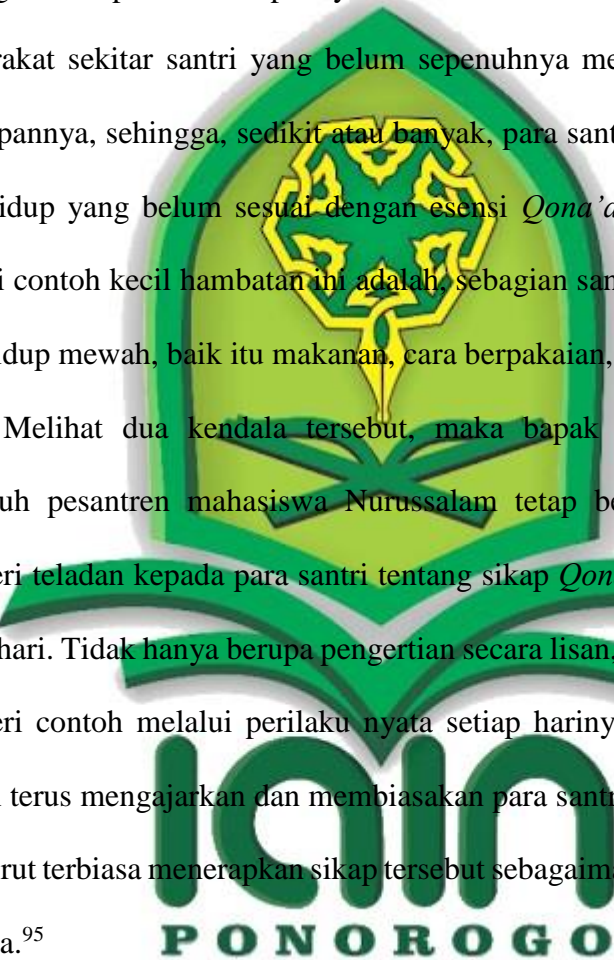 rakat sekitar santri yang belum sepenuhnya me
pannya, sehingga, sedikit atau banyak, para sant
idup yang belum sesuai dengan esensi Qona’a
i contoh kecil hambatan ini adalah, sebagian san
idup mewah, baik itu makanan, cara berpakaian,
Melihat dua kendala tersebut, maka bapak
uh pesantren mahasiswa Nurussalam tetap be
eri teladan kepada para santri tentang sikap Qon
hari. Tidak hanya berupa pengertian secara lisan,
eri contoh melalui perilaku nyata setiap hariny
terus mengajarkan dan membiasakan para santr
rut terbiasa menerapkan sikap tersebut sebagaima
a.95
iain
PONOROGO